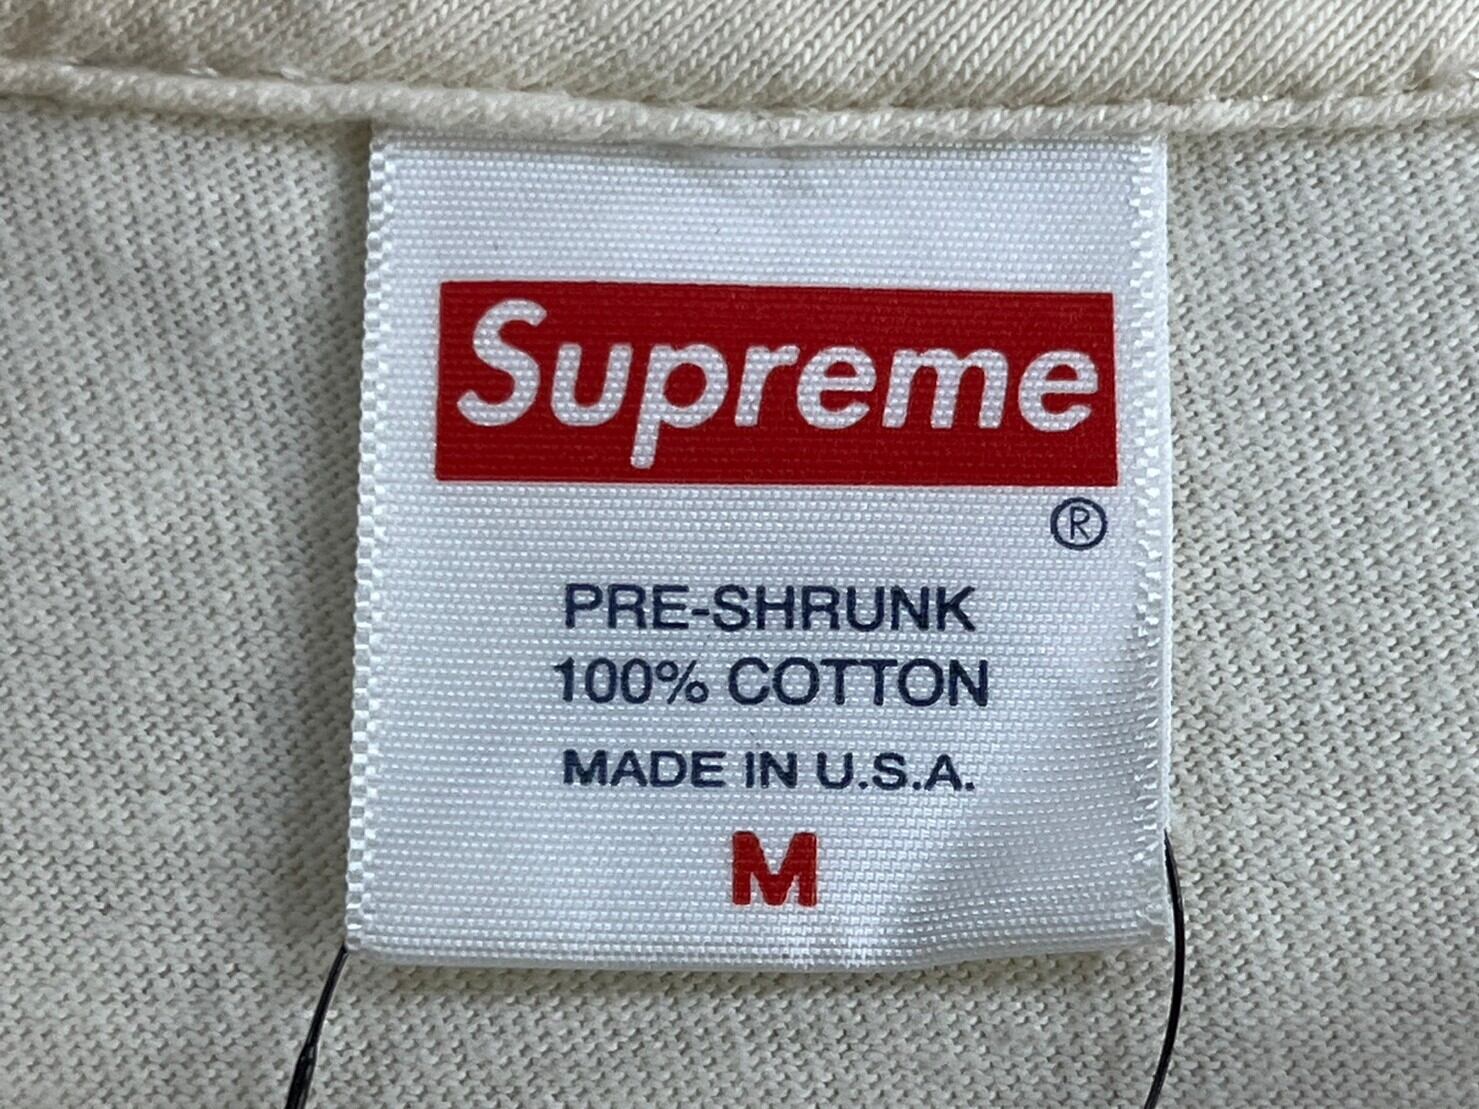 Supreme
®
PRE-SHRUNK
100% COTTON
MADE IN U.S.A.
M